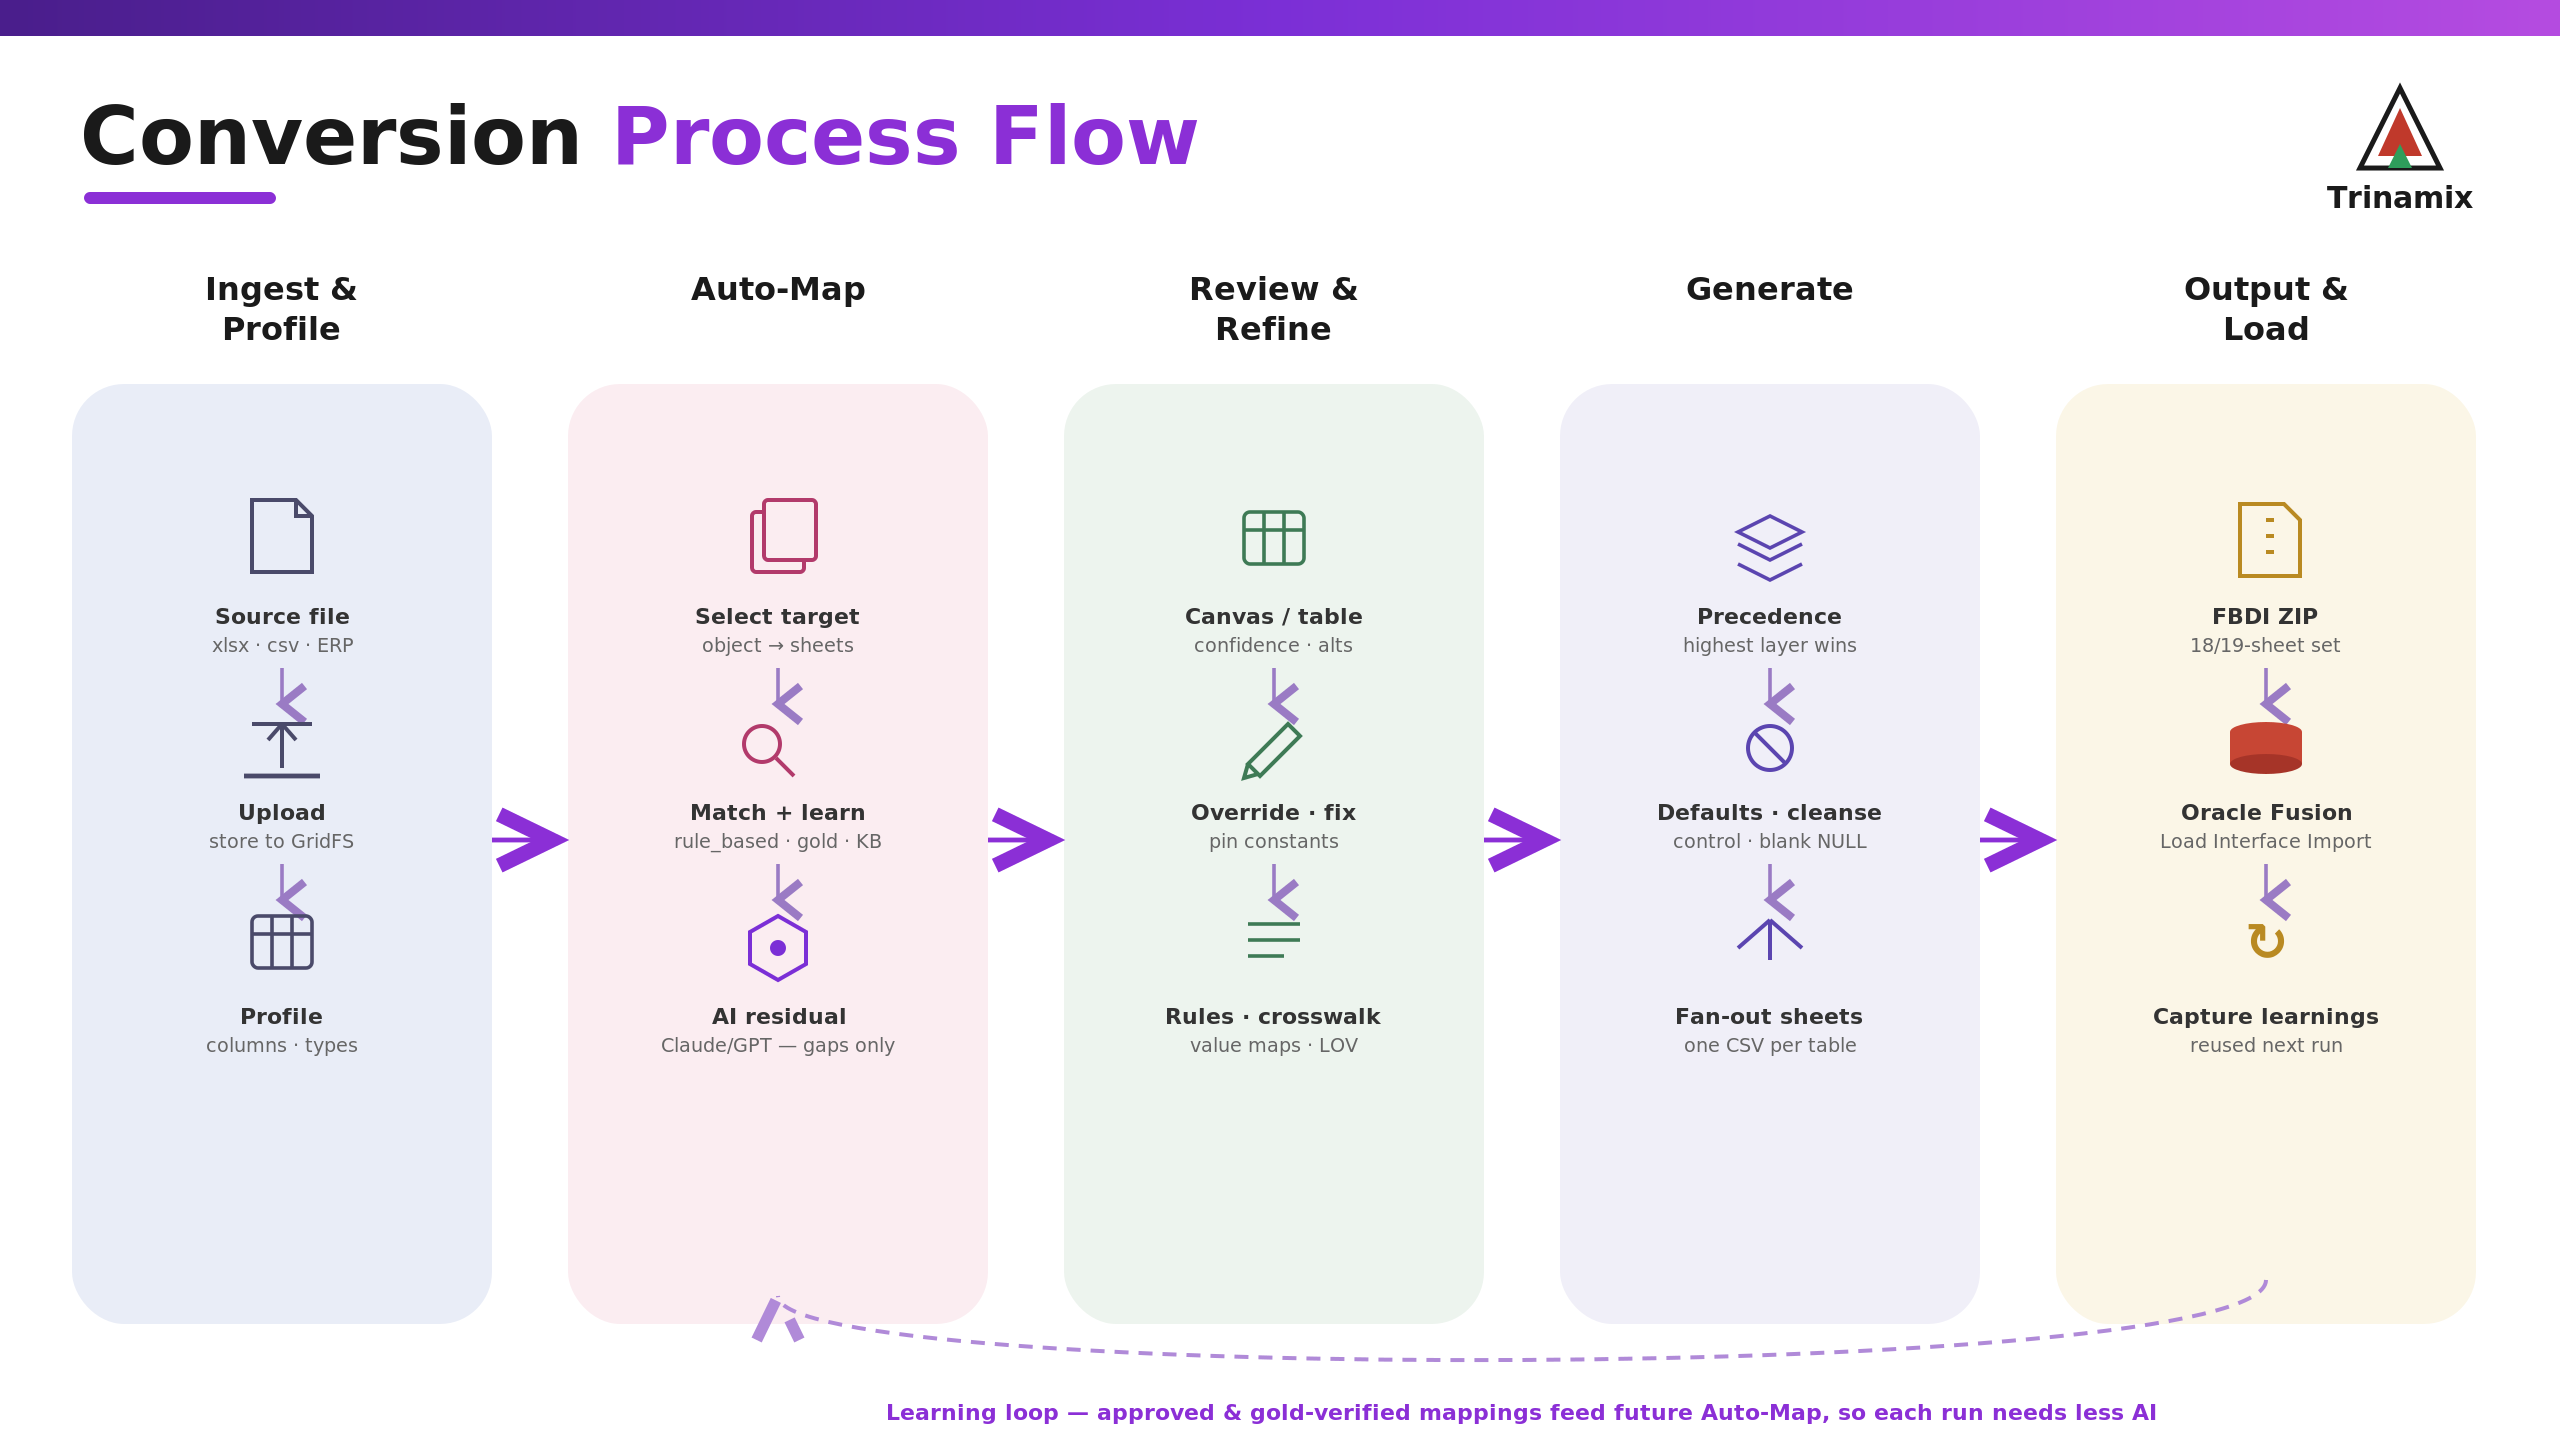 Conversion Process Flow
Trinamix
Ingest &
Profile
Auto-Map
Review &
Refine
Generate
Output &
Load
Source file
xlsx · csv · ERP
Upload
store to GridFS
Profile
columns · types
Select target
object → sheets
Match + learn
rule_based · gold · KB
AI residual
Claude/GPT — gaps only
Canvas / table
confidence · alts
Override · fix
pin constants
Rules · crosswalk
value maps · LOV
Precedence
highest layer wins
Defaults · cleanse
control · blank NULL
Fan-out sheets
one CSV per table
FBDI ZIP
18/19-sheet set
Oracle Fusion
Load Interface Import
Capture learnings
reused next run
Learning loop — approved & gold-verified mappings feed future Auto-Map, so each run needs less AI